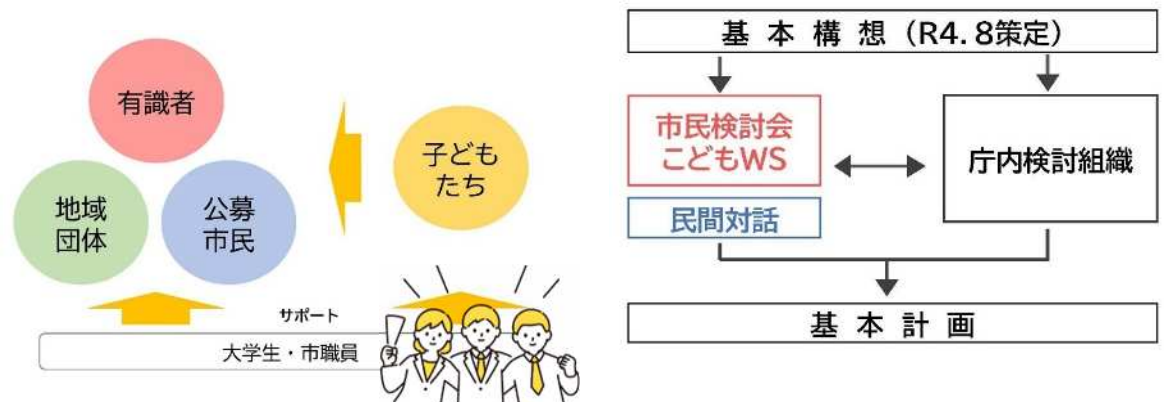 有識者
地域
団体
公募
市民
子ども
たち
サポート
大学生・市職員
基本構想（R4.8策定）
市民検討会
こどもWS
民間対話
庁内検討組織
基本計画